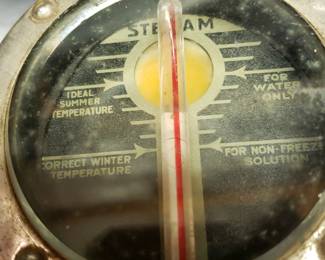 STEAM
IDEAL
SUMMER
TEMPERATURE
FOR
WATER
ONLY
CORRECT WINTER
TEMPERATURE
FOR NON-FREEZE
SOLUTION